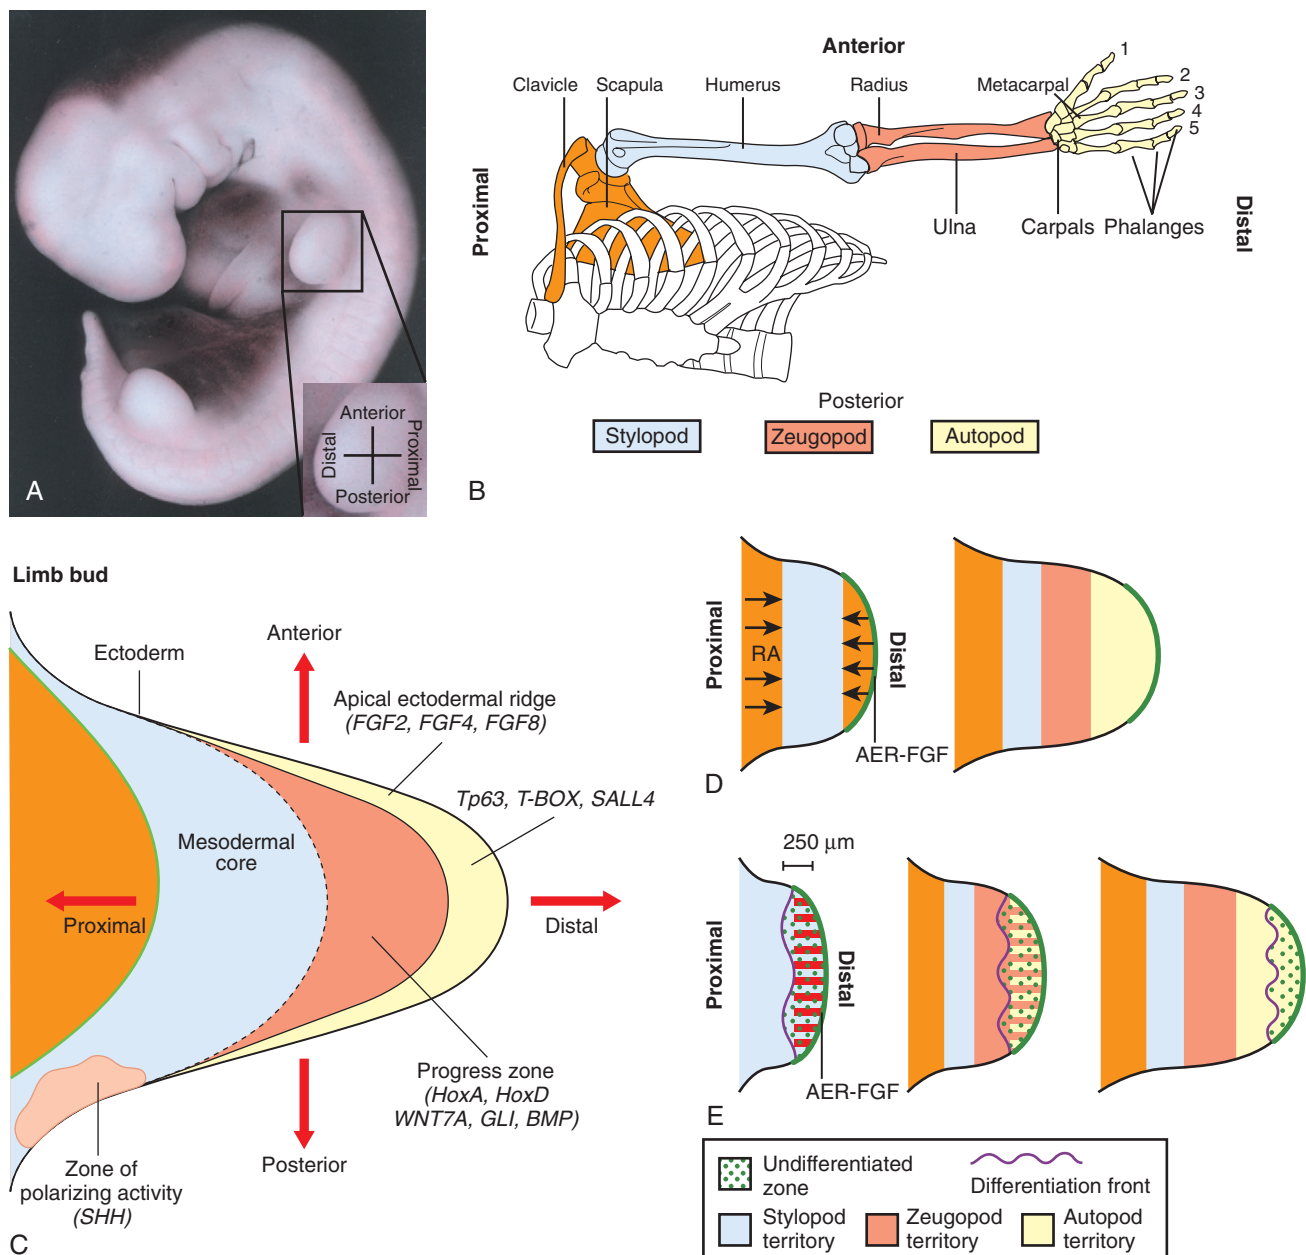 Anterior
Distal
Proximal
Posterior
A
Anterior
Clavicle
Scapula
Humerus
Radius
Metacarpal
1
2
3
4
5
Proximal
Distal
Ulna
Carpals
Phalanges
Posterior
Stylopod
Zeugopod
Autopod
B
Limb bud
Ectoderm
Anterior
Apical ectodermal ridge
(FGF2, FGF4, FGF8)
Tp63, T-BOX, SALL4
Mesodermal
core
Proximal
Distal
Progress zone
(HoxA, HoxD
WNT7A, GLI, BMP)
Posterior
Zone of
polarizing activity
(SHH)
C
Proximal
RA
Distal
AER-FGF
D
250 μm
Proximal
Distal
AER-FGF
E
Undifferentiated
zone
Differentiation front
Stylopod
territory
Zeugopod
territory
Autopod
territory